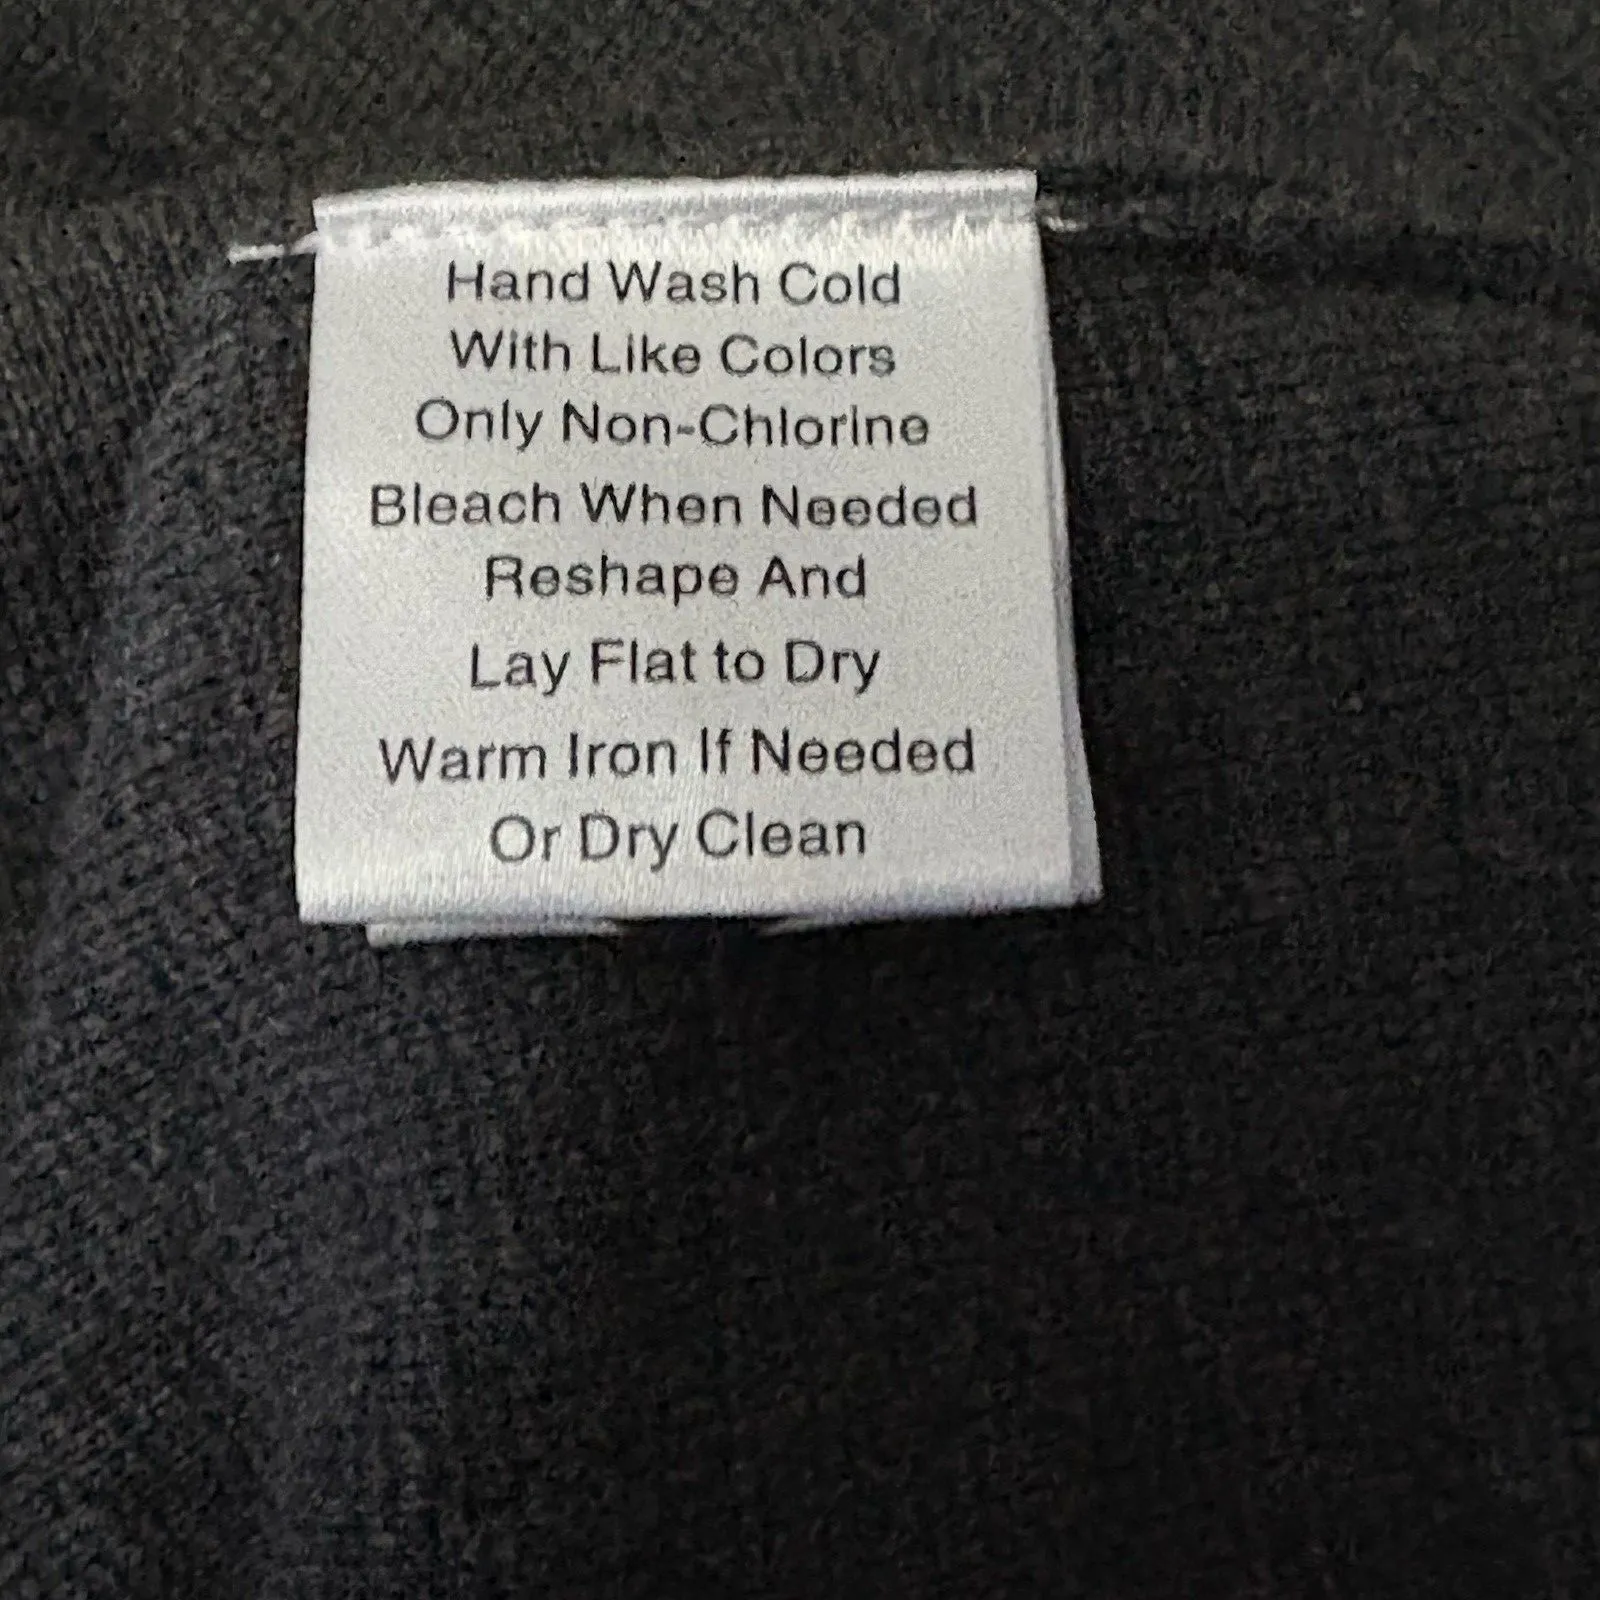 Hand Wash Cold
With Like Colors
Only Non-Chlorine
Bleach When Needed
Reshape And
Lay Flat to Dry
Warm Iron If Needed
Or Dry Clean